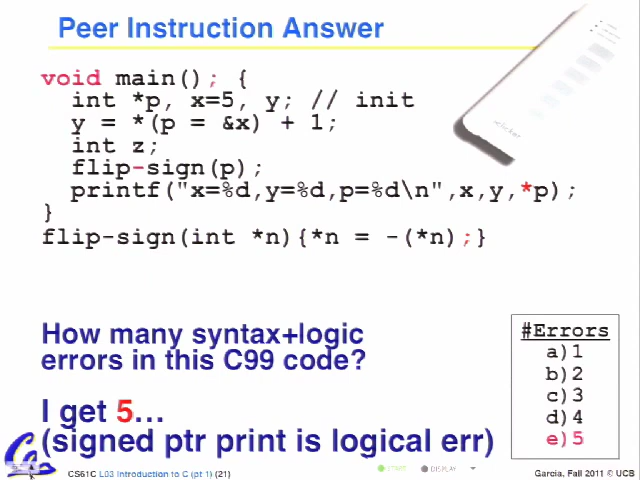 Peer Instruction Answer
void main(); {
int *p, x=5, y; // init
y = *(p = &x) + 1;
int z;
flip-sign(p);
printf("x=%d,y=%d,p=%d\n",x,y,*p);
}
flip-sign(int *n){*n = -(*n);}
How many syntax+logic
errors in this C99 code?
I get 5…
(signed ptr print is logical err)
#Errors
a)1
b)2
c)3
d)4
e)5
CS61C L03 Introduction to C (pt 1) (21)
START
DISPLAY
Garcia, Fall 2011 © UCB